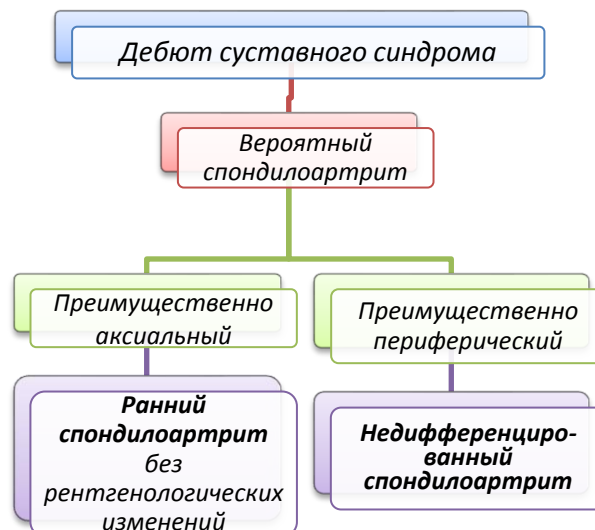 Дебют суставного синдрома
Вероятный
спондилоартрит
Преимущественно
аксиальный
Преимущественно
периферический
Ранний
спондилоартрит
без
рентгенологических
изменений
Недифференциро-
ванный
спондилоартрит